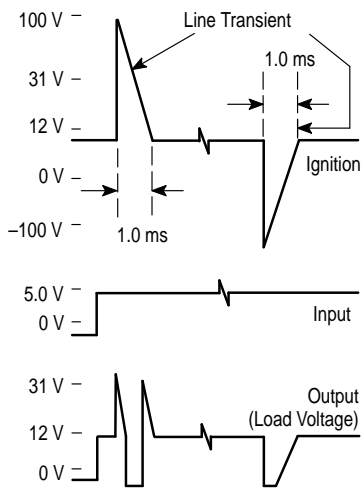 100 V
Line Transient
1.0 ms
31 V
12 V
Ignition
0 V
–100 V
1.0 ms
5.0 V
0 V
Input
31 V
Output
(Load Voltage)
12 V
0 V